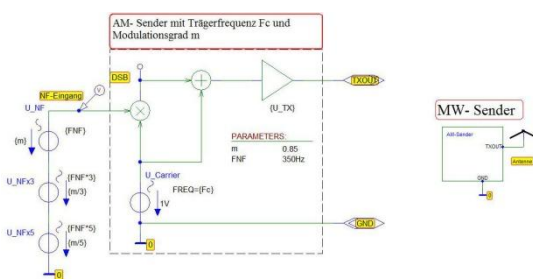 AM- Sender mit Trägerfrequenz Fc und
Modulationsgrad m
DSB
TXOUT
NF-Eingang
V
U_NF
{FNF}
{m}
{U_TX}
PARAMETERS:
m 0.85
FNF 350Hz
U_NFx3
{FNF*3}
{m/3}
U_Carrier
FREQ={Fc}
1V
U_NFx5
{FNF*5}
{m/5}
GND
0
0
MW- Sender
AM-Sender
TXOUT
Antenne
GND
0